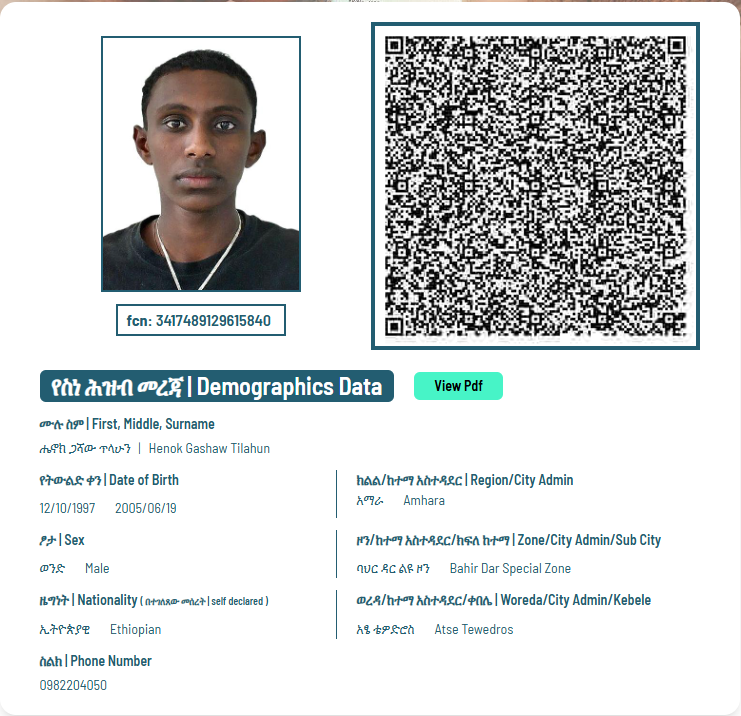 fcn: 3417489129615840
የስነ ሕዝብ መረጃ | Demographics Data
View Pdf
ሙሉ ስም | First, Middle, Surname
ሔኖክ ጋሻው ጥላሁን | Henok Gashaw Tilahun
የትውልድ ቀን | Date of Birth
12/10/1997 2005/06/19
ክልል/ከተማ አስተዳደር | Region/City Admin
አማራ Amhara
ፆታ | Sex
ወንድ Male
ዞን/ከተማ አስተዳደር/ክፍለ ከተማ | Zone/City Admin/Sub City
ባህር ዳር ልዩ ዞን Bahir Dar Special Zone
ዜግነት | Nationality ( በተገለጸው መሰረት | self declared )
ኢትዮጵያዊ Ethiopian
ወረዳ/ከተማ አስተዳደር/ቀበሌ | Woreda/City Admin/Kebele
አፄ ቴዎድሮስ Atse Tewedros
ስልክ | Phone Number
0982204050